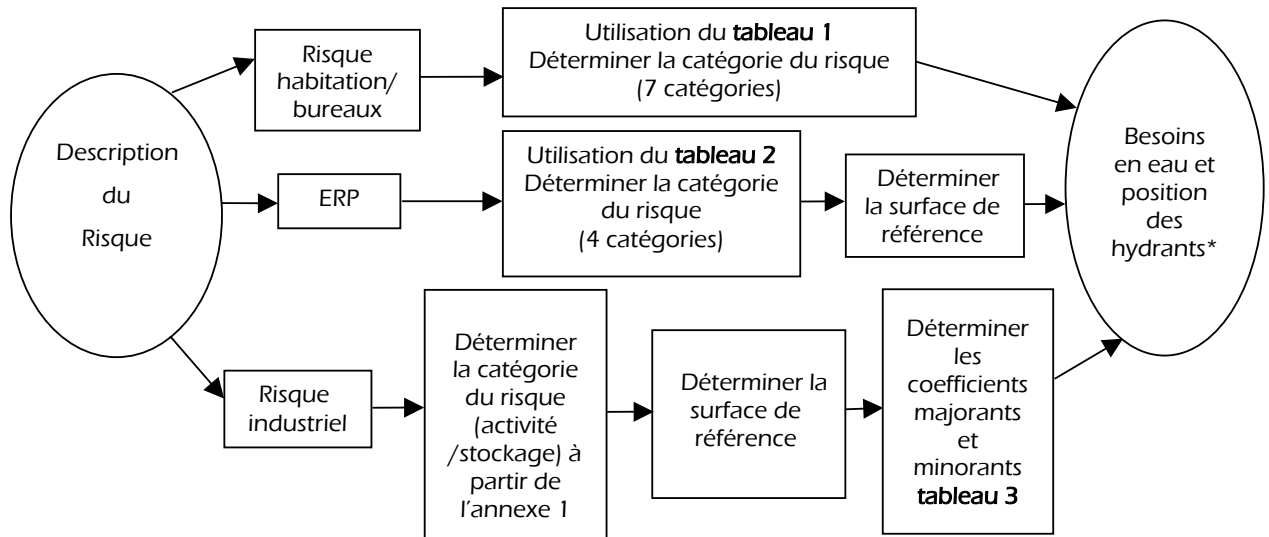 Description
du
Risque
Risque
habitation/
bureaux
Utilisation du tableau 1
Déterminer la catégorie du risque
(7 catégories)
ERP
Utilisation du tableau 2
Déterminer la catégorie
du risque
(4 catégories)
Déterminer
la surface de
référence
Risque
industriel
Déterminer
la catégorie
du risque
(activité
/stockage) à
partir de
l'annexe 1
Déterminer la
surface de
référence
Déterminer
les
coefficients
majorants
et
minorants
tableau 3
Besoins
en eau et
position
des
hydrants*